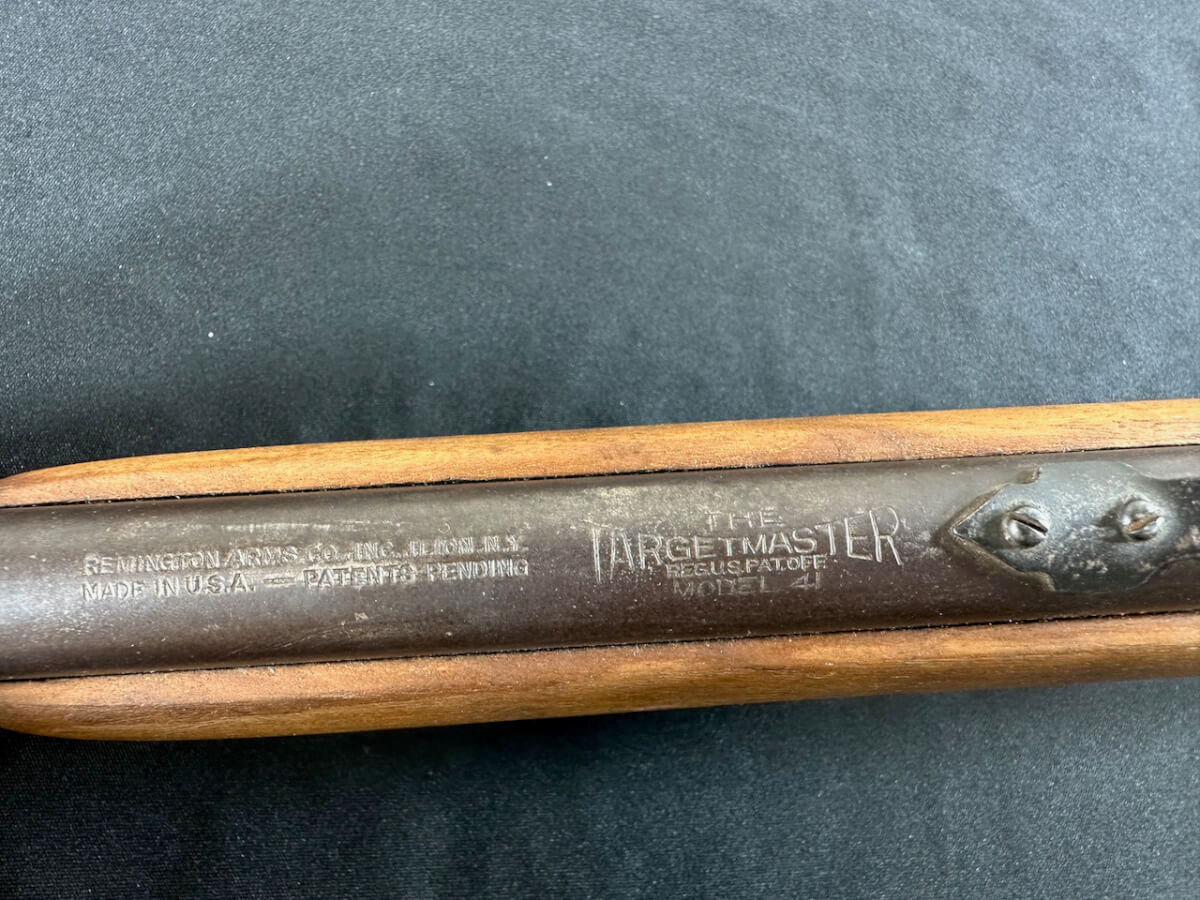 REMINGTON ARMS CO., INC. ILION. N.Y.
MADE IN U.S.A. — PATENTS PENDING
THE
TARGETMASTER
REG.U.S.PAT.OFF.
MODEL 41